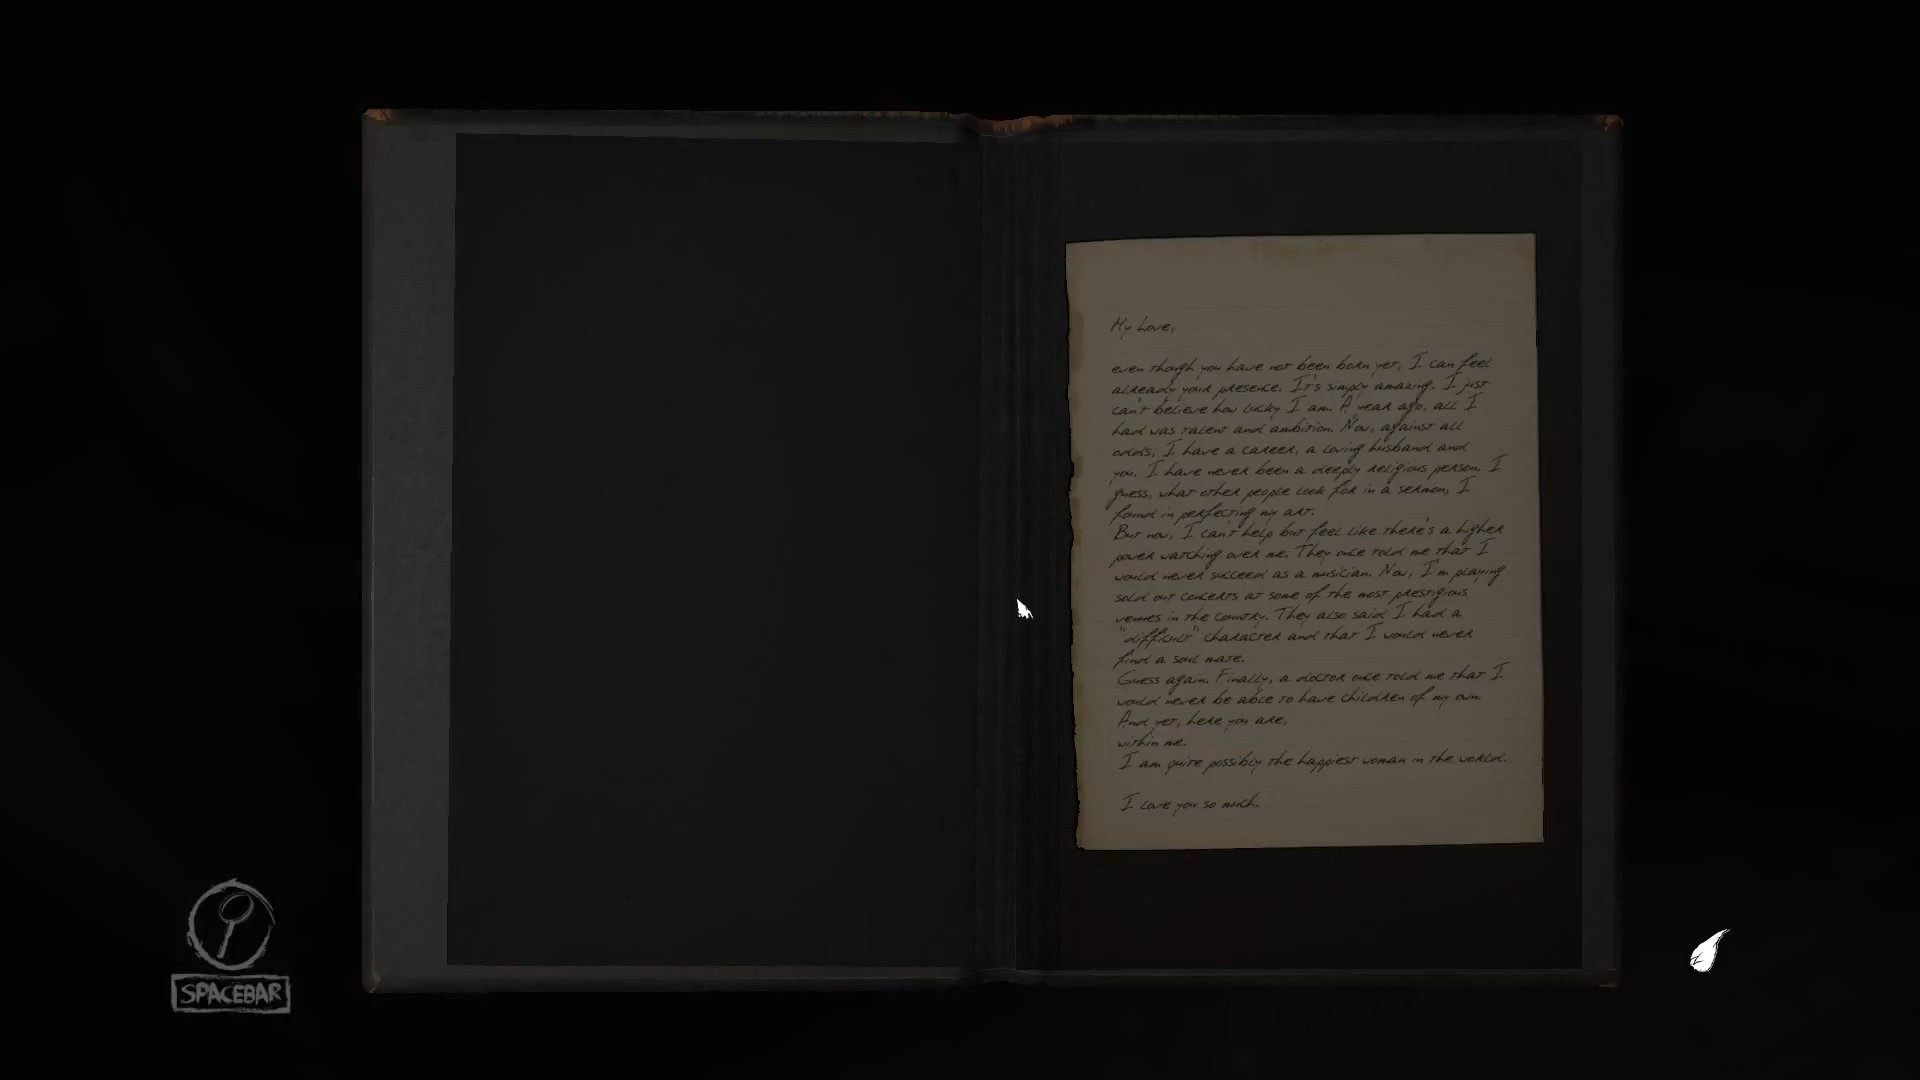 My Love,
even though you have not been born yet, I can feel
already your presence. It's simply amazing. I just
can't believe how lucky I am. A year ago, all I
had was talent and ambition. Now, against all
odds, I have a career, a loving husband and
you. I have never been a deeply religious person. I
guess, what other people look for in a sermon, I
found in perfecting my art.
But now, I can't help but feel like there's a higher
power watching over me. They once told me that I
would never succeed as a musician. Now, I'm playing
sold out concerts at some of the most prestigious
venues in the country. They also said I had a
"difficult" character and that I would never
find a soul mate.
Guess again. Finally, a doctor once told me that I
would never be able to have children of my own.
And yet, here you are,
within me.
I am quite possibly the happiest woman in the world.
I love you so much.
SPACEBAR